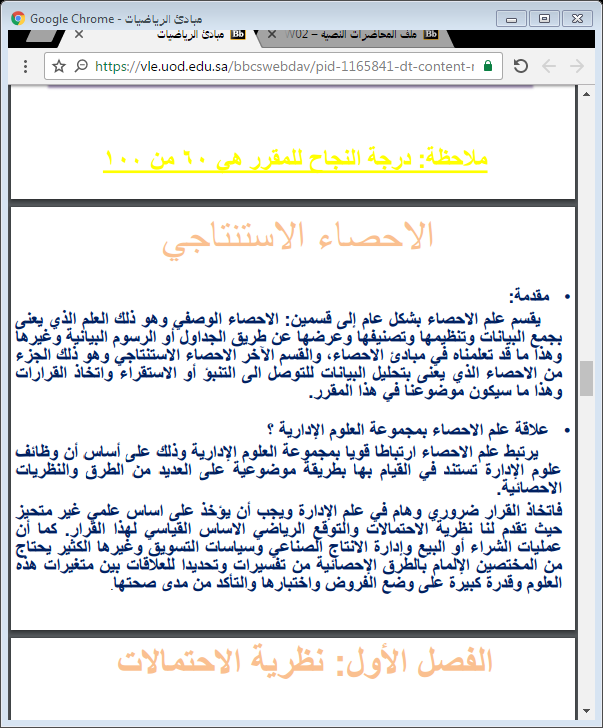 مبادئ الرياضيات - Google Chrome
مبادئ الرياضيات
ملف المحاضرات النصية – W02
https://vle.uod.edu.sa/bbcswebdav/pid-1165841-dt-content-r
ملاحظة: درجة النجاح للمقرر هي ٦٠ من ١٠٠
الاحصاء الاستنتاجي
• مقدمة:
يقسم علم الاحصاء بشكل عام إلى قسمين: الاحصاء الوصفي وهو ذلك العلم الذي يعنى
بجمع البيانات وتنظيمها وتصنيفها وعرضها عن طريق الجداول أو الرسوم البيانية وغيرها
وهذا ما قد تعلمناه في مبادئ الاحصاء، والقسم الآخر الاحصاء الاستنتاجي وهو ذلك الجزء
من الاحصاء الذي يعنى بتحليل البيانات للتوصل الى التنبؤ أو الاستقراء واتخاذ القرارات
وهذا ما سيكون موضوعنا في هذا المقرر.
• علاقة علم الاحصاء بمجموعة العلوم الإدارية ؟
يرتبط علم الاحصاء ارتباطا قويا بمجموعة العلوم الإدارية وذلك على أساس أن وظائف
علوم الإدارة تستند في القيام بها بطريقة موضوعية على العديد من الطرق والنظريات
الاحصائية.
فاتخاذ القرار ضروري وهام في علم الإدارة ويجب أن يؤخذ على اساس علمي غير متحيز
حيث تقدم لنا نظرية الاحتمالات والتوقع الرياضي الاساس القياسي لهذا القرار. كما أن
عمليات الشراء أو البيع وإدارة الانتاج الصناعي وسياسات التسويق وغيرها الكثير يحتاج
من المختصين الإلمام بالطرق الإحصائية من تفسيرات وتحديدا للعلاقات بين متغيرات هذه
العلوم وقدرة كبيرة على وضع الفروض واختبارها والتأكد من مدى صحتها.
الفصل الأول: نظرية الاحتمالات